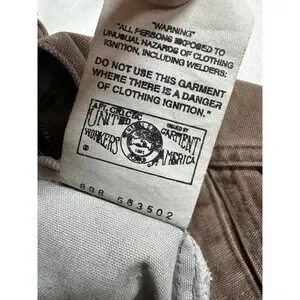 "WARNING"
"ALL PERSONS EXPOSED TO
UNUSUAL HAZARDS OF CLOTHING
IGNITION, INCLUDING WELDERS:
DO NOT USE THIS GARMENT
WHERE THERE IS A DANGER
OF CLOTHING IGNITION."
AFL CIO CLC
ISSUED BY
UNITED GARMENT
WORKERS AMERICA
898 563502